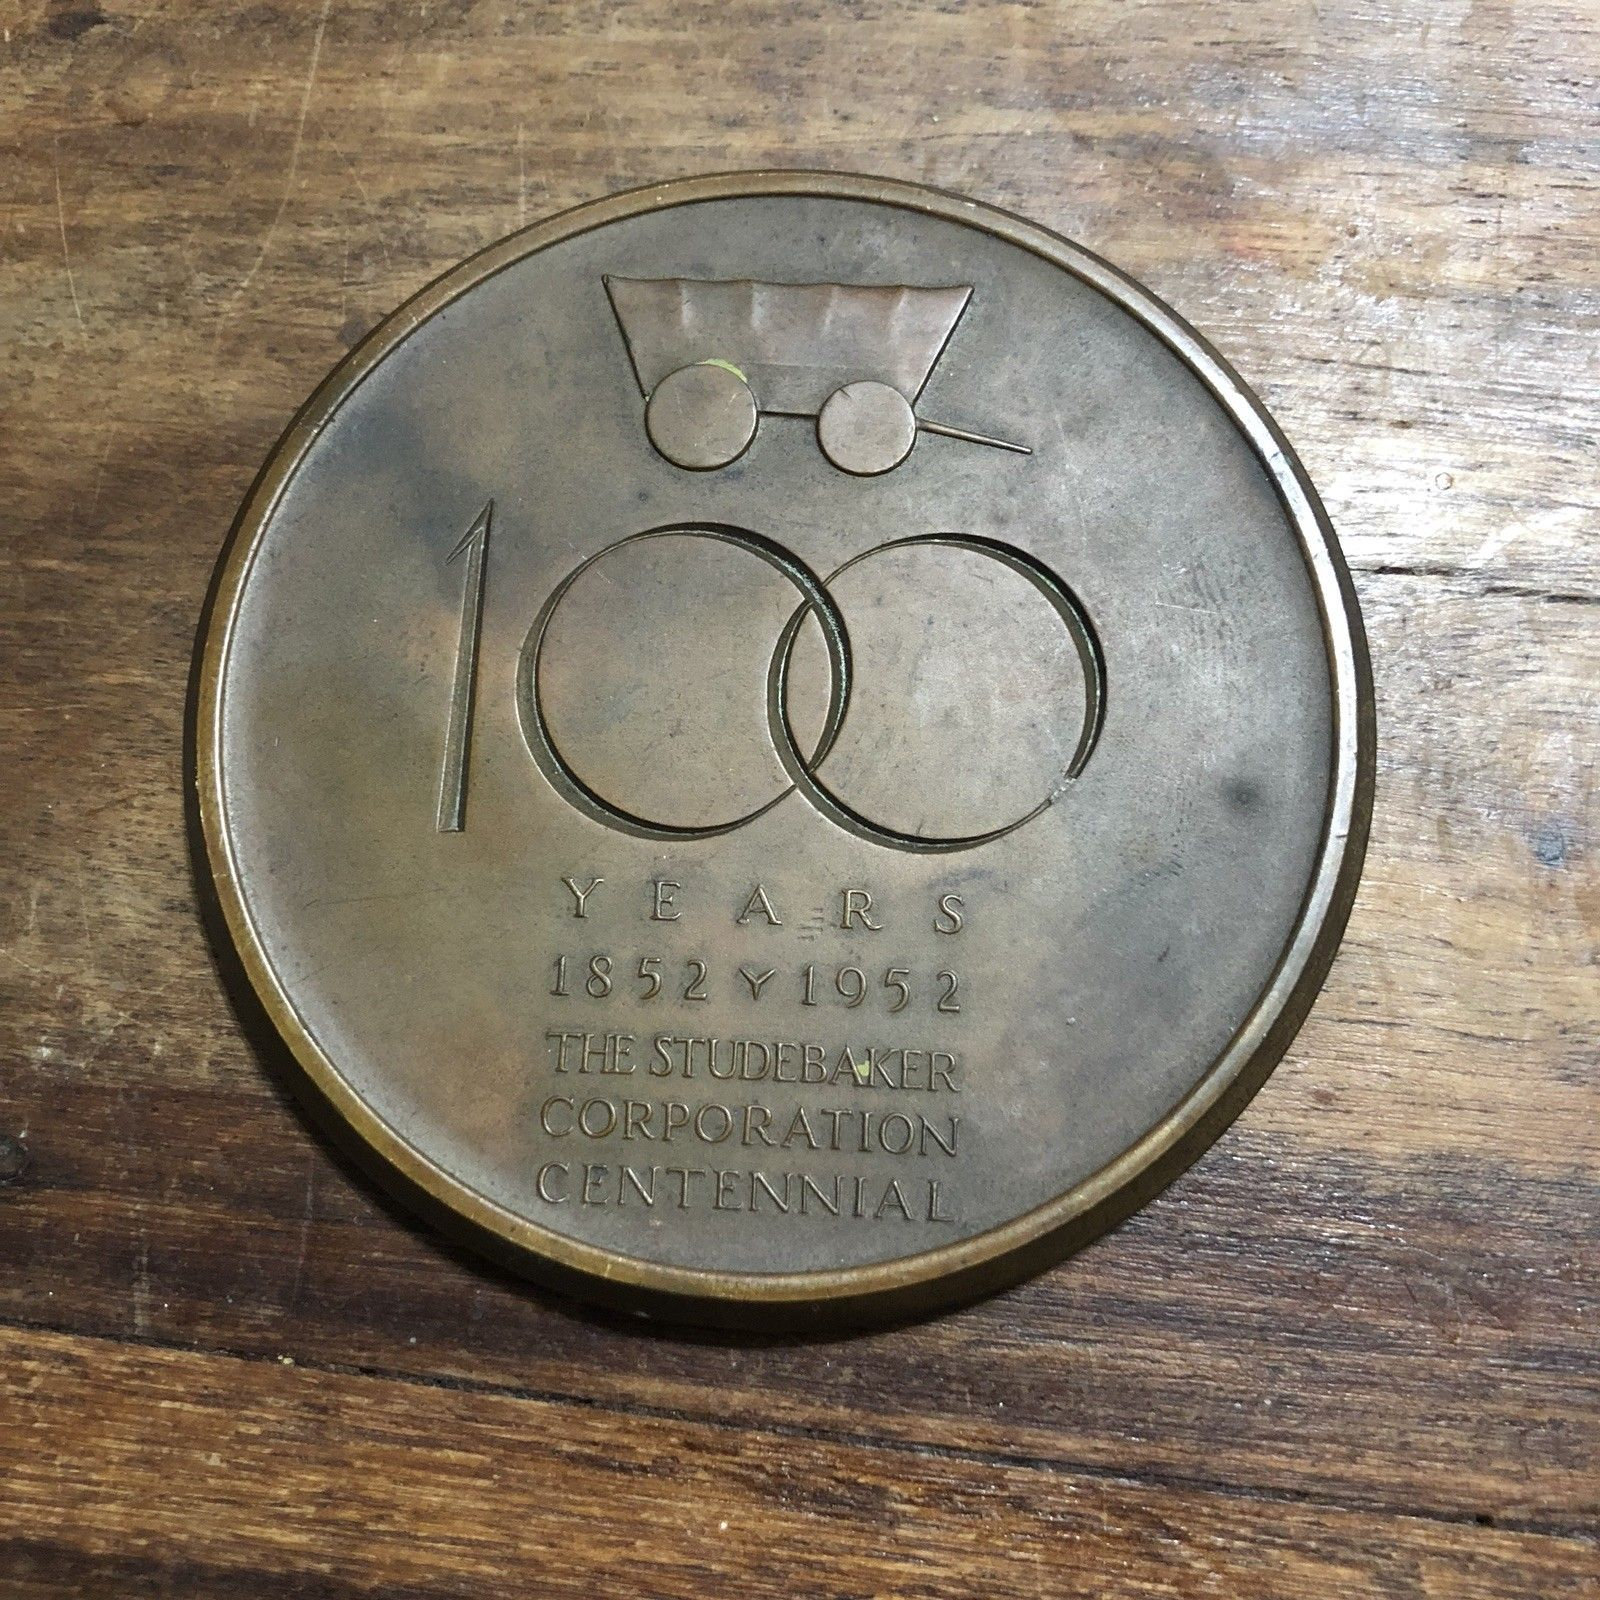 100
YEARS
1852 1952
THE STUDEBAKER
CORPORATION
CENTENNIAL